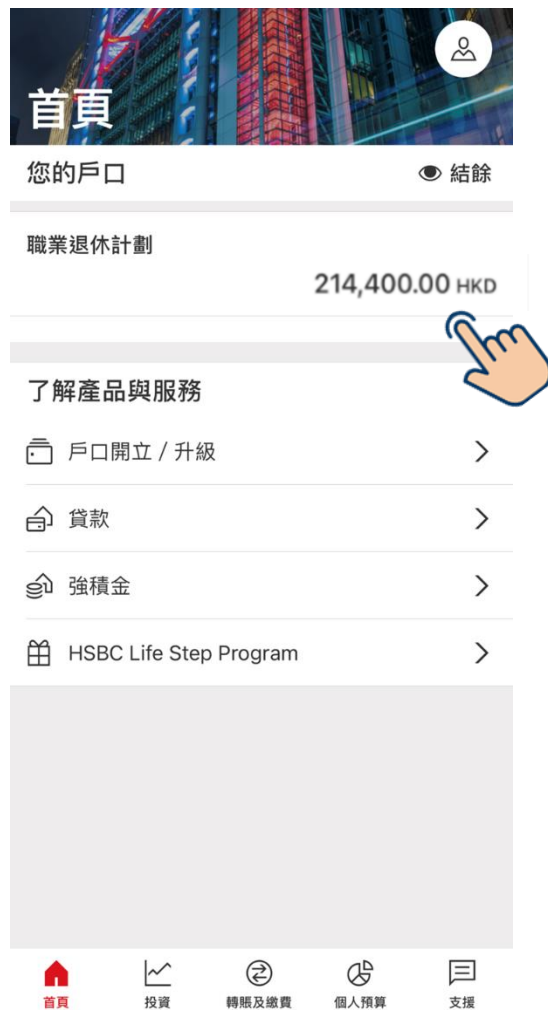 首頁
您的戶口
結餘
職業退休計劃
214,400.00 HKD
了解產品與服務
戶口開立 / 升級
貸款
強積金
HSBC Life Step Program
首頁
投資
轉賬及繳費
個人預算
支援